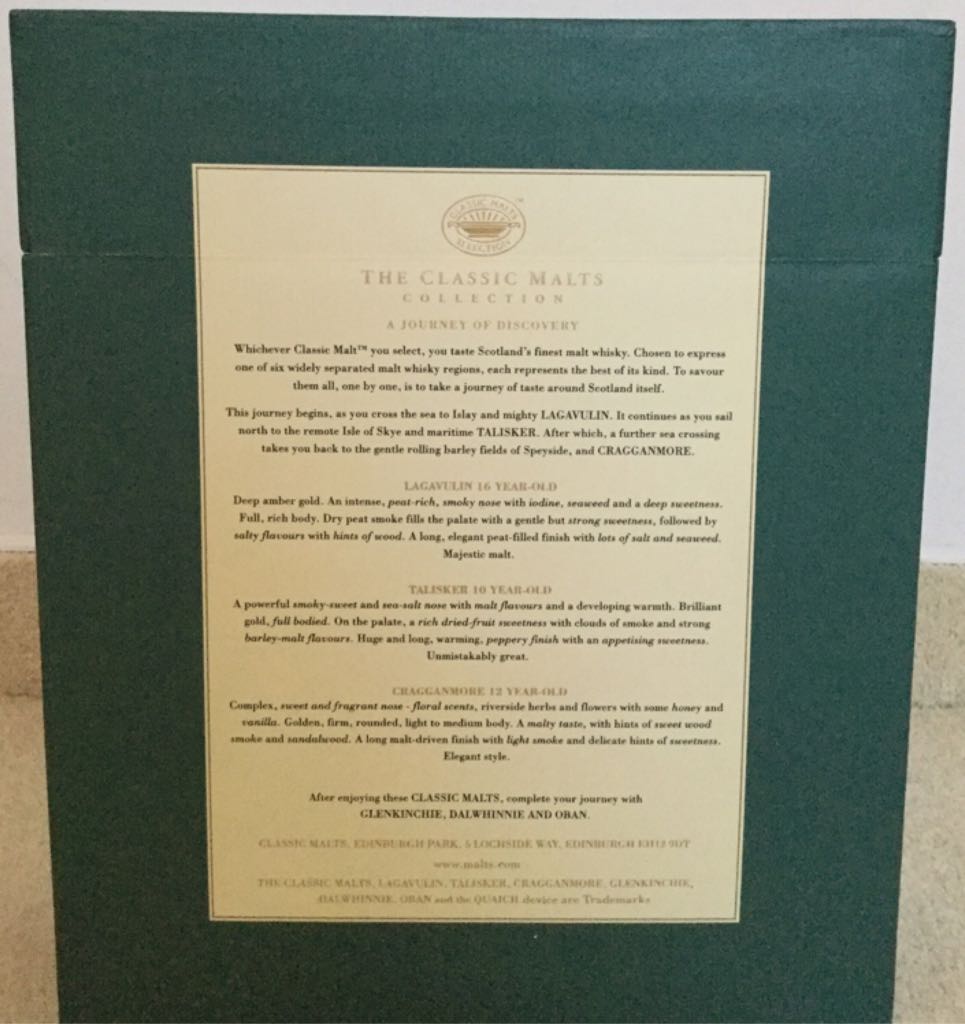 CLASSIC MALTS
SELECTION
™
THE CLASSIC MALTS
COLLECTION
A JOURNEY OF DISCOVERY
Whichever Classic Malt™ you select, you taste Scotland's finest malt whisky. Chosen to express
one of six widely separated malt whisky regions, each represents the best of its kind. To savour
them all, one by one, is to take a journey of taste around Scotland itself.
This journey begins, as you cross the sea to Islay and mighty LAGAVULIN. It continues as you sail
north to the remote Isle of Skye and maritime TALISKER. After which, a further sea crossing
takes you back to the gentle rolling barley fields of Speyside, and CRAGGANMORE.
LAGAVULIN 16 YEAR-OLD
Deep amber gold. An intense, peat-rich, smoky nose with iodine, seaweed and a deep sweetness.
Full, rich body. Dry peat smoke fills the palate with a gentle but strong sweetness, followed by
salty flavours with hints of wood. A long, elegant peat-filled finish with lots of salt and seaweed.
Majestic malt.
TALISKER 10 YEAR-OLD
A powerful smoky-sweet and sea-salt nose with malt flavours and a developing warmth. Brilliant
gold, full bodied. On the palate, a rich dried-fruit sweetness with clouds of smoke and strong
barley-malt flavours. Huge and long, warming, peppery finish with an appetising sweetness.
Unmistakably great.
CRAGGANMORE 12 YEAR-OLD
Complex, sweet and fragrant nose - floral scents, riverside herbs and flowers with some honey and
vanilla. Golden, firm, rounded, light to medium body. A malty taste, with hints of sweet wood
smoke and sandalwood. A long malt-driven finish with light smoke and delicate hints of sweetness.
Elegant style.
After enjoying these CLASSIC MALTS, complete your journey with
GLENKINCHIE, DALWHINNIE AND OBAN.
CLASSIC MALTS, EDINBURGH PARK, 5 LOCHSIDE WAY, EDINBURGH EH12 9DT
www.malts.com
THE CLASSIC MALTS, LAGAVULIN, TALISKER, CRAGGANMORE, GLENKINCHIE,
DALWHINNIE, OBAN and the QUAICH device are Trademarks